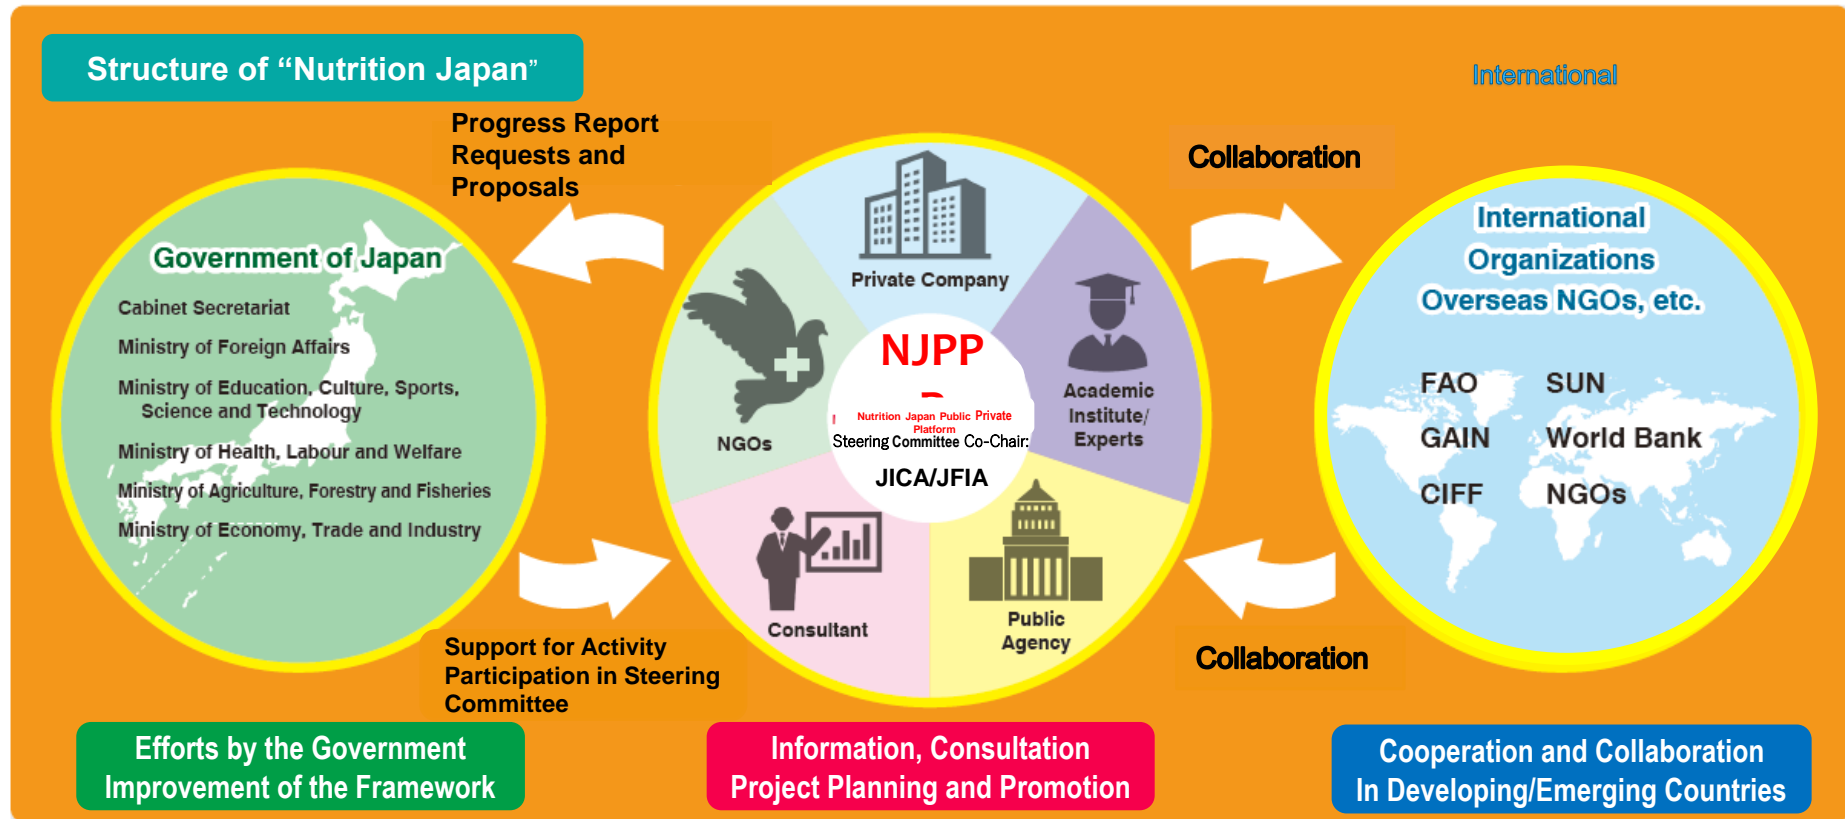 Structure of “Nutrition Japan”
International
Progress Report
Requests and
Proposals
Collaboration
Government of Japan
Cabinet Secretariat
Ministry of Foreign Affairs
Ministry of Education, Culture, Sports,
Science and Technology
Ministry of Health, Labour and Welfare
Ministry of Agriculture, Forestry and Fisheries
Ministry of Economy, Trade and Industry
Private Company
Academic
Institute/
Experts
Public
Agency
Consultant
NGOs
NJPP
Nutrition Japan Public Private
Platform
Steering Committee Co-Chair:
JICA/JFIA
International
Organizations
Overseas NGOs, etc.
FAO SUN
GAIN World Bank
CIFF NGOs
Support for Activity
Participation in Steering
Committee
Collaboration
Efforts by the Government
Improvement of the Framework
Information, Consultation
Project Planning and Promotion
Cooperation and Collaboration
In Developing/Emerging Countries